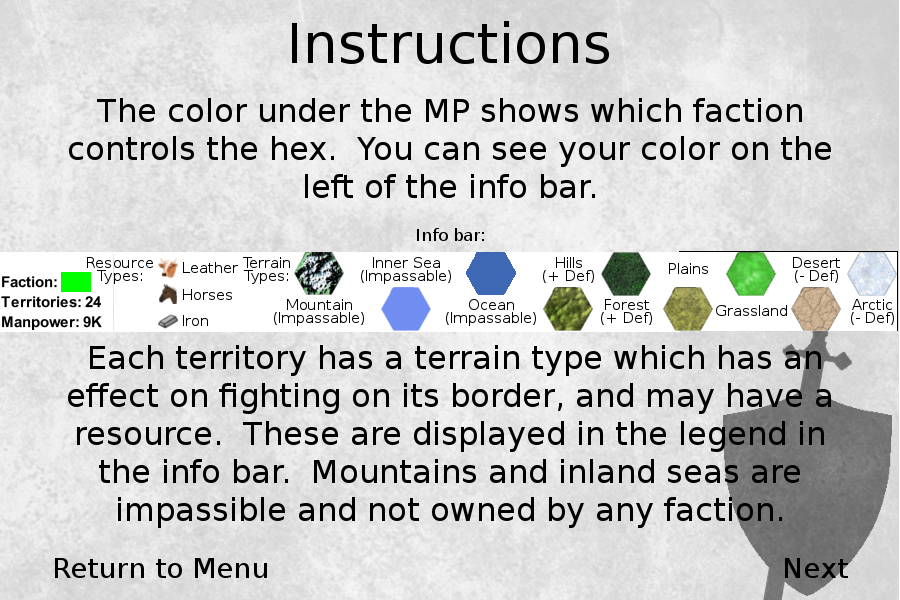 Instructions
The color under the MP shows which faction
controls the hex.  You can see your color on the
left of the info bar.
Info bar:
Faction:
Territories: 24
Manpower: 9K
Resource
Types:
Leather
Horses
Iron
Terrain
Types:
Mountain
(Impassable)
Inner Sea
(Impassable)
Ocean
(Impassable)
Hills
(+ Def)
Forest
(+ Def)
Plains
Grassland
Desert
(- Def)
Arctic
(- Def)
Each territory has a terrain type which has an
effect on fighting on its border, and may have a
resource.  These are displayed in the legend in
the info bar.  Mountains and inland seas are
impassible and not owned by any faction.
Return to Menu
Next